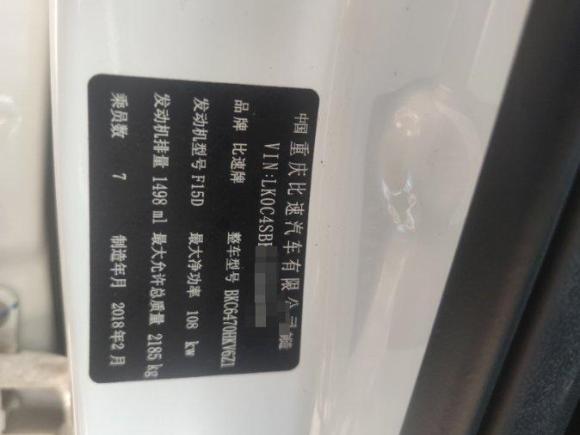 中国重庆比速汽车有限公司制造
VIN:LK0C4SB
品牌 比速牌 整车型号 BKC6470HKV6Z1
发动机型号 F15D 最大净功率 108 kw
发动机排量 1498 ml 最大允许总质量 2185 kg
乘员数 7 制造年月 2018年2月